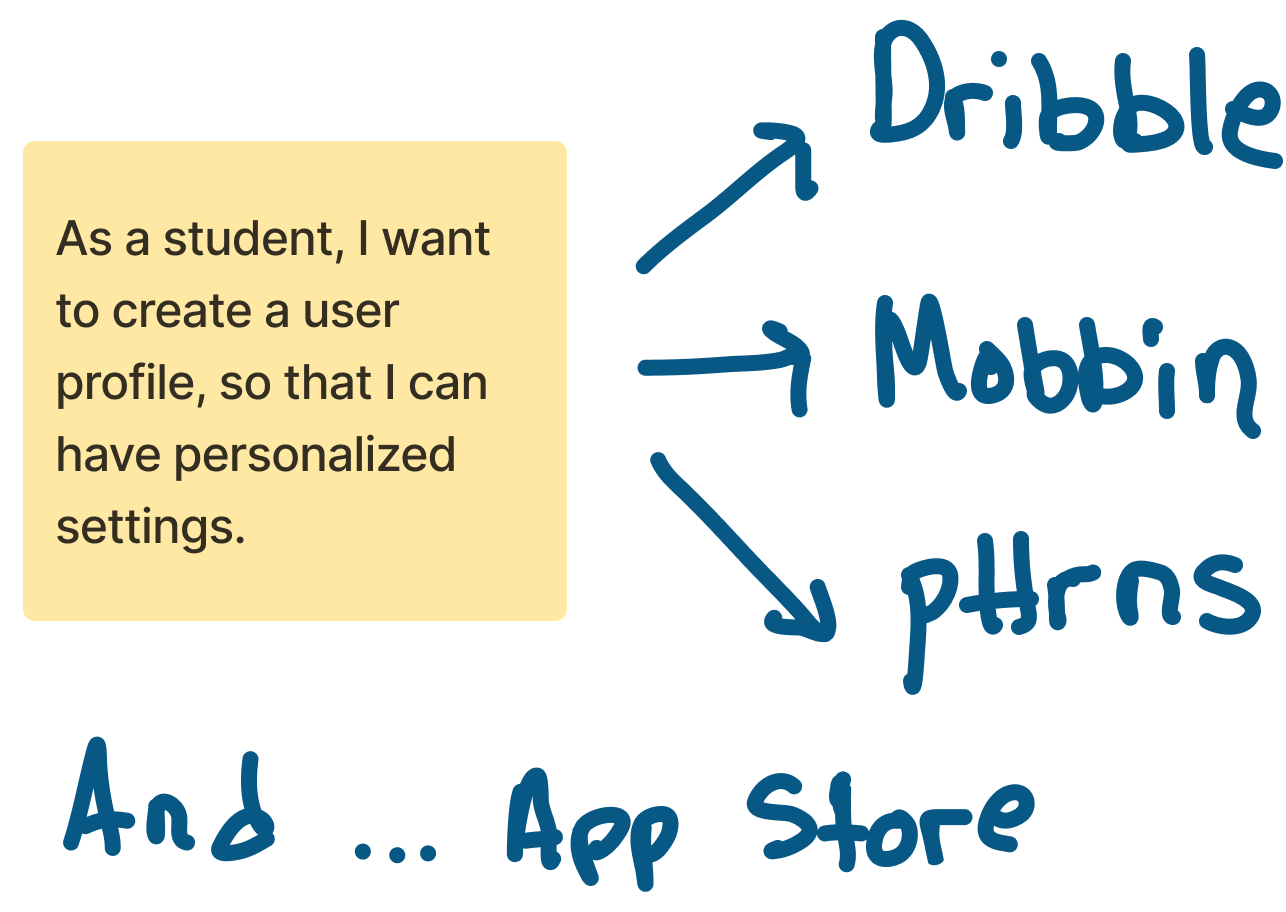 As a student, I want
to create a user
profile, so that I can
have personalized
settings.
Dribble
Mobbin
pttrns
And ... App Store